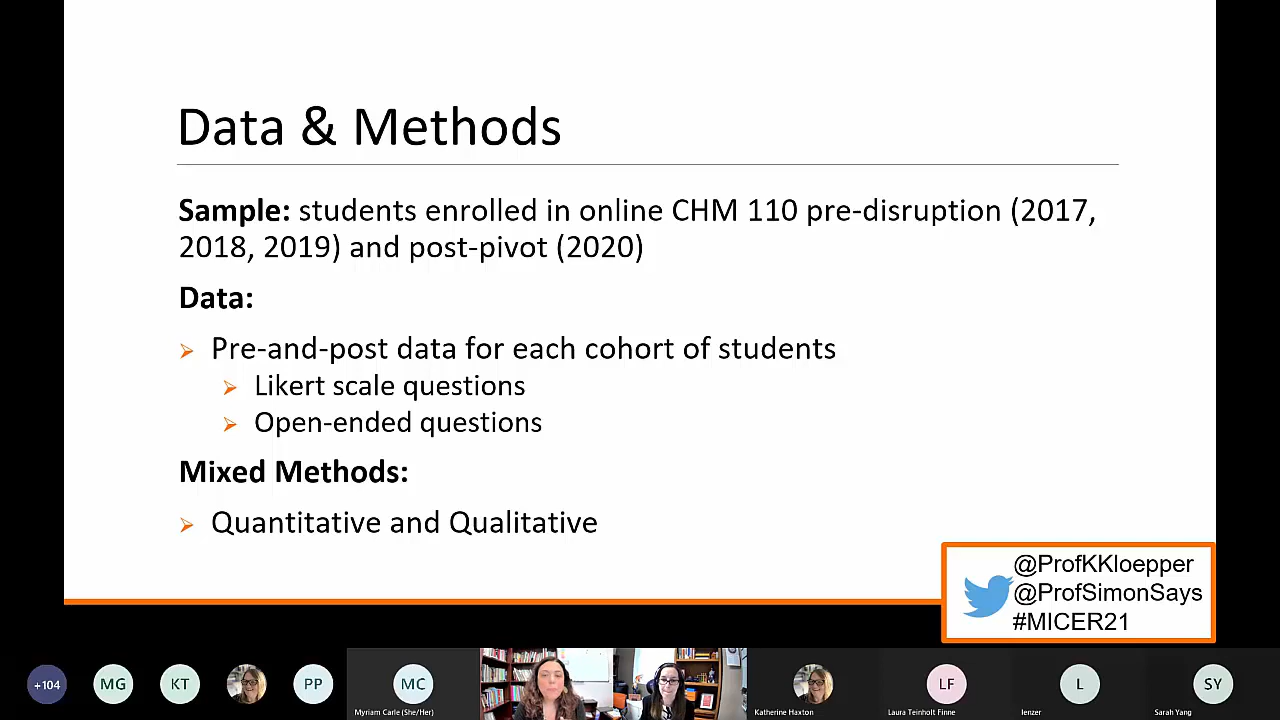 Data & Methods
Sample: students enrolled in online CHM 110 pre-disruption (2017,
2018, 2019) and post-pivot (2020)
Data:
Pre-and-post data for each cohort of students
Likert scale questions
Open-ended questions
Mixed Methods:
Quantitative and Qualitative
@ProfKKloepper
@ProfSimonSays
#MICER21
+104
MG
KT
PP
MC
Myriam Carle (She/Her)
Katherine Haxton
LF
Laura Teinholt Finne
L
lenzer
SY
Sarah Yang